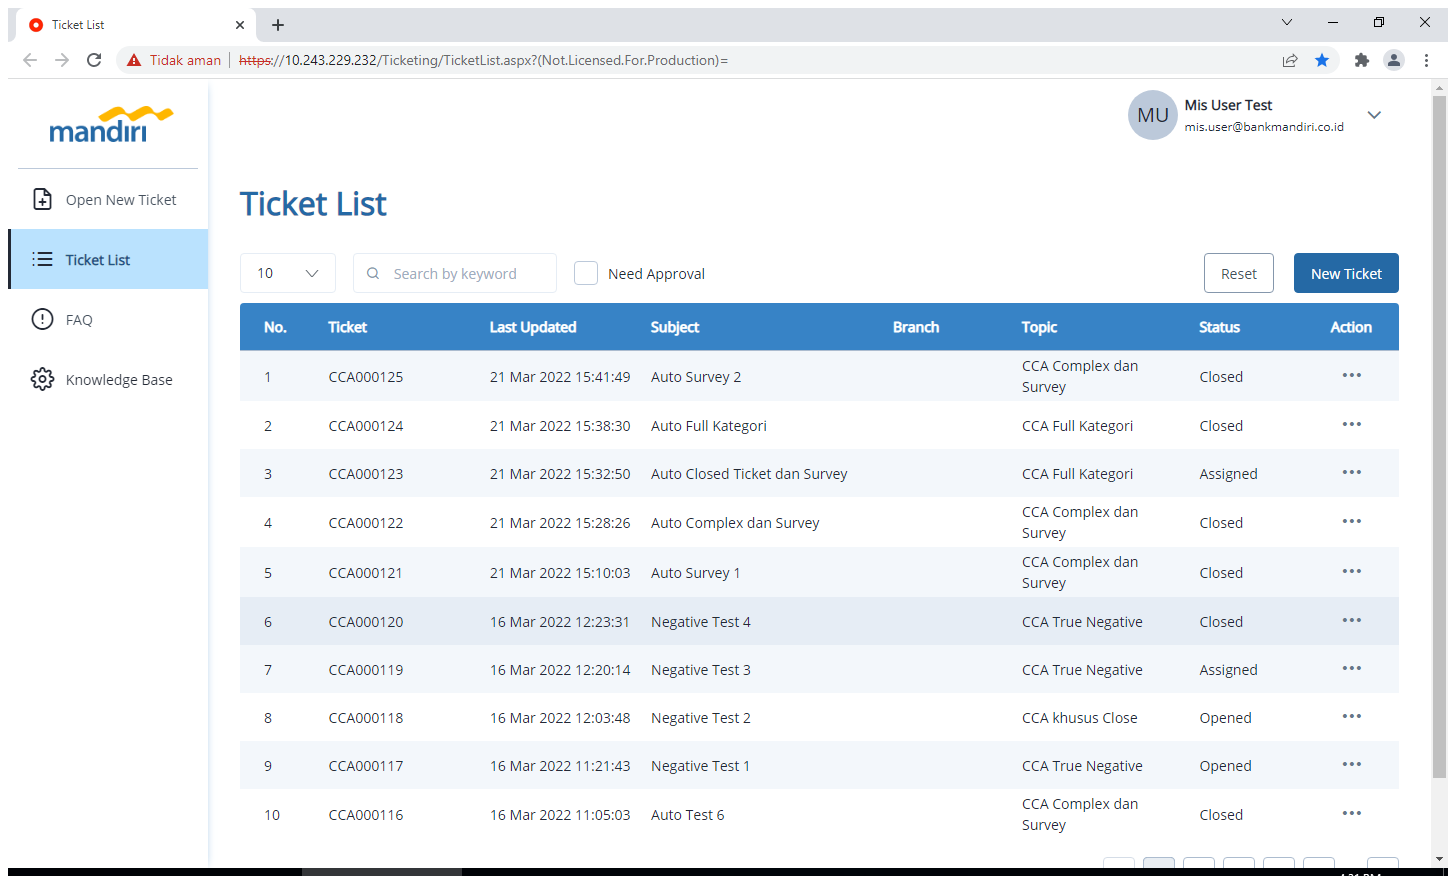 Ticket List
Tidak aman https://10.243.229.232/Ticketing/TicketList.aspx?(Not.Licensed.For.Production)=
mandiri
MU Mis User Test
mis.user@bankmandiri.co.id
Open New Ticket
Ticket List
FAQ
Knowledge Base
Ticket List
10 Search by keyword Need Approval Reset New Ticket
No. Ticket Last Updated Subject Branch Topic Status Action
1 CCA000125 21 Mar 2022 15:41:49 Auto Survey 2 CCA Complex dan Survey Closed
2 CCA000124 21 Mar 2022 15:38:30 Auto Full Kategori CCA Full Kategori Closed
3 CCA000123 21 Mar 2022 15:32:50 Auto Closed Ticket dan Survey CCA Full Kategori Assigned
4 CCA000122 21 Mar 2022 15:28:26 Auto Complex dan Survey CCA Complex dan Survey Closed
5 CCA000121 21 Mar 2022 15:10:03 Auto Survey 1 CCA Complex dan Survey Closed
6 CCA000120 16 Mar 2022 12:23:31 Negative Test 4 CCA True Negative Closed
7 CCA000119 16 Mar 2022 12:20:14 Negative Test 3 CCA True Negative Assigned
8 CCA000118 16 Mar 2022 12:03:48 Negative Test 2 CCA khusus Close Opened
9 CCA000117 16 Mar 2022 11:21:43 Negative Test 1 CCA True Negative Opened
10 CCA000116 16 Mar 2022 11:05:03 Auto Test 6 CCA Complex dan Survey Closed